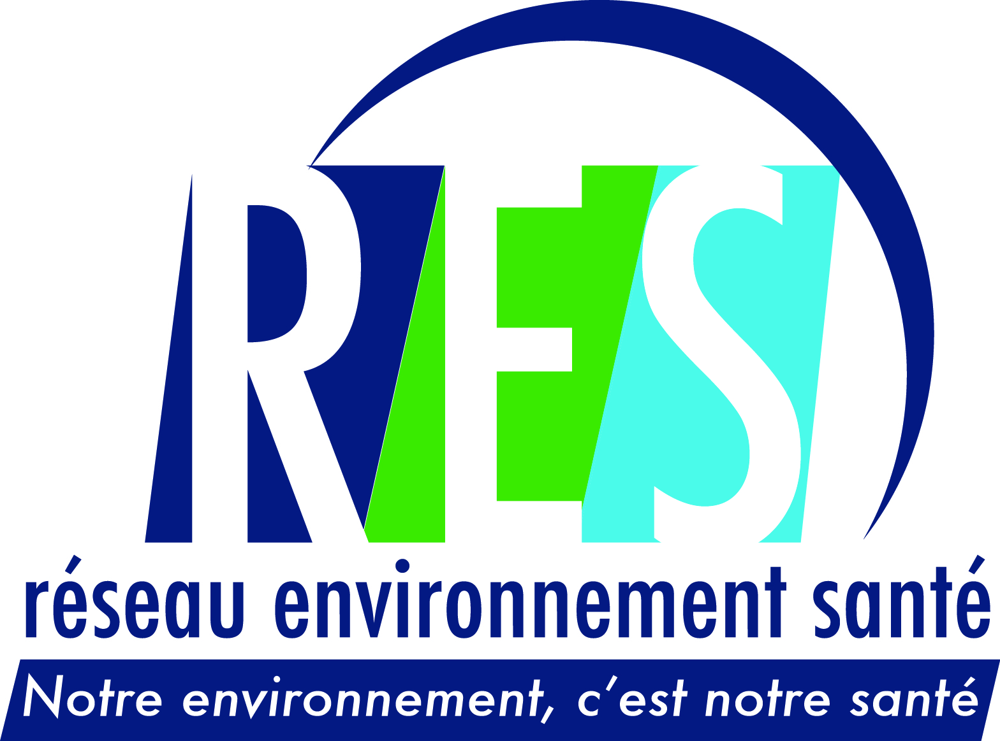 RES
réseau environnement santé
Notre environnement, c’est notre santé